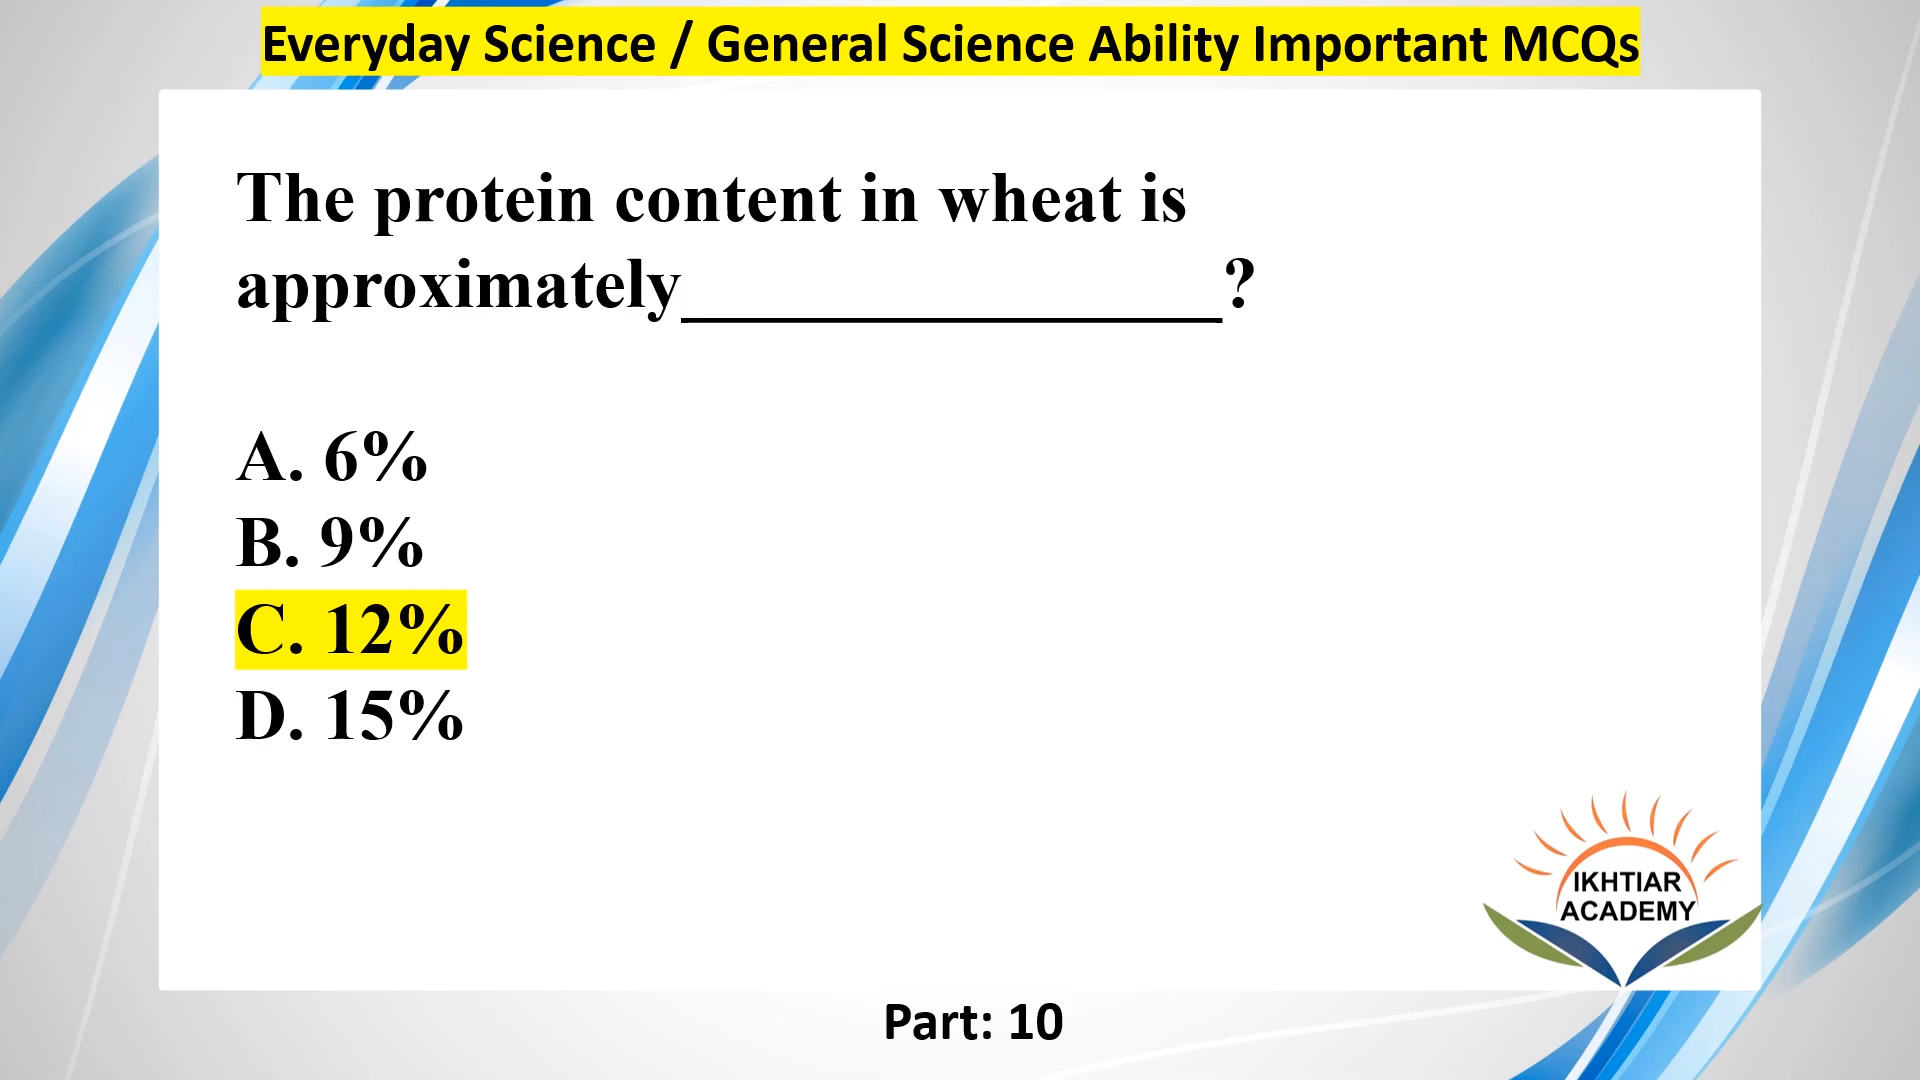 Everyday Science / General Science Ability Important MCQs
The protein content in wheat is
approximately________________?
A. 6%
B. 9%
C. 12%
D. 15%
IKHTIAR
ACADEMY
Part: 10